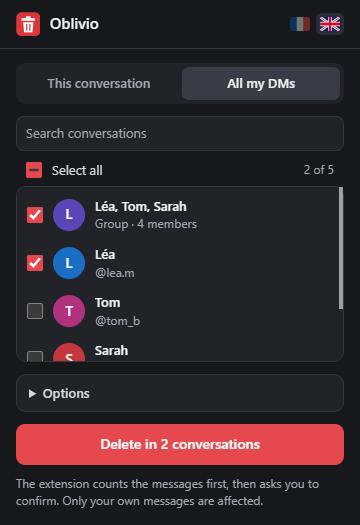 Oblivio
This conversation
All my DMs
Search conversations
Select all
2 of 5
L
Léa, Tom, Sarah
Group · 4 members
L
Léa
@lea.m
T
Tom
@tom_b
S
Sarah
Options
Delete in 2 conversations
The extension counts the messages first, then asks you to
confirm. Only your own messages are affected.